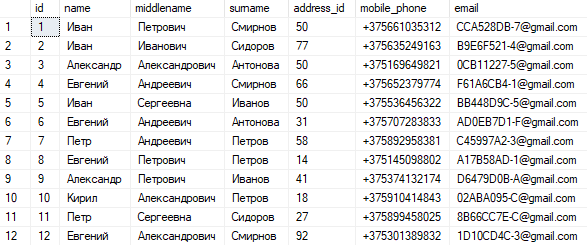 id name middlename surname address_id mobile_phone email
1 1 Иван Петрович Смирнов 50 +375661035312 CCA528DB-7@gmail.com
2 2 Иван Иванович Сидоров 77 +375635249163 B9E6F521-4@gmail.com
3 3 Александр Александрович Антонова 50 +375169649821 0CB11227-5@gmail.com
4 4 Евгений Андреевич Смирнов 66 +375652379774 F61A6CB4-1@gmail.com
5 5 Иван Сергеевна Иванов 50 +375536456322 BB448D9C-5@gmail.com
6 6 Евгений Андреевич Антонова 31 +375707283833 AD0EB7D1-F@gmail.com
7 7 Петр Андреевич Петров 58 +375892958381 C45997A2-3@gmail.com
8 8 Евгений Петрович Петров 14 +375145098802 A17B58AD-1@gmail.com
9 9 Александр Петрович Иванов 41 +375374132174 D6479D0B-A@gmail.com
10 10 Кирил Александрович Петров 18 +375910414843 02ABA095-C@gmail.com
11 11 Петр Сергеевна Сидоров 27 +375899458025 8B66CC7E-C@gmail.com
12 12 Евгений Александрович Смирнов 92 +375301389832 1D10CD4C-3@gmail.com